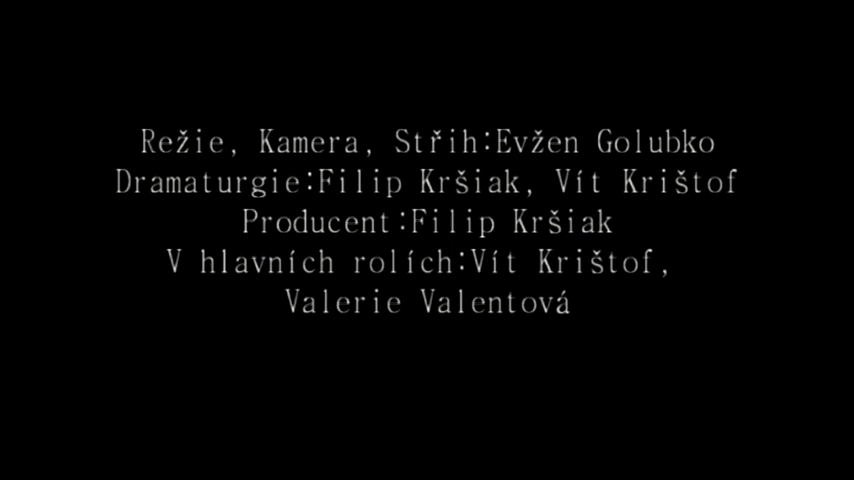 Režie, Kamera, Střih:Evžen Golubko
Dramaturgie:Filip Kršiak, Vít Krištof
Producent:Filip Kršiak
V hlavních rolích:Vít Krištof,
Valerie Valentová